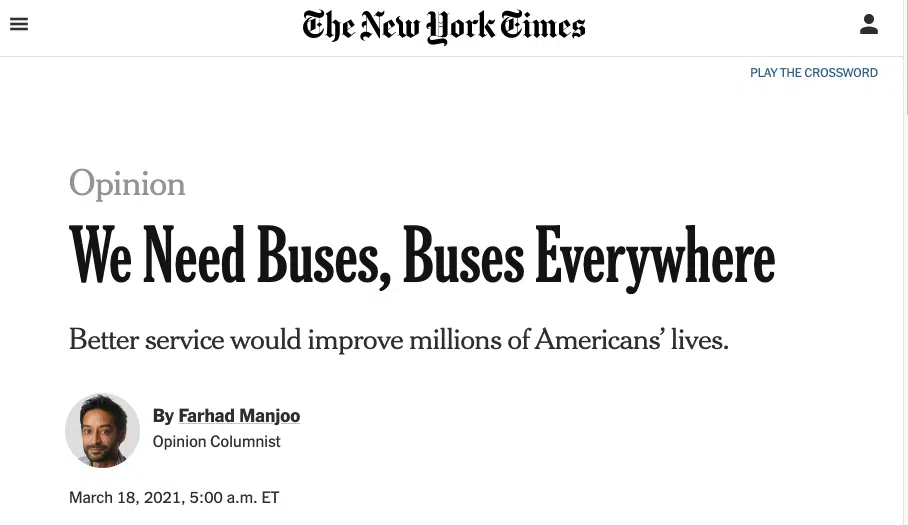 The New York Times
PLAY THE CROSSWORD
Opinion
We Need Buses, Buses Everywhere
Better service would improve millions of Americans’ lives.
By Farhad Manjoo
Opinion Columnist
March 18, 2021, 5:00 a.m. ET